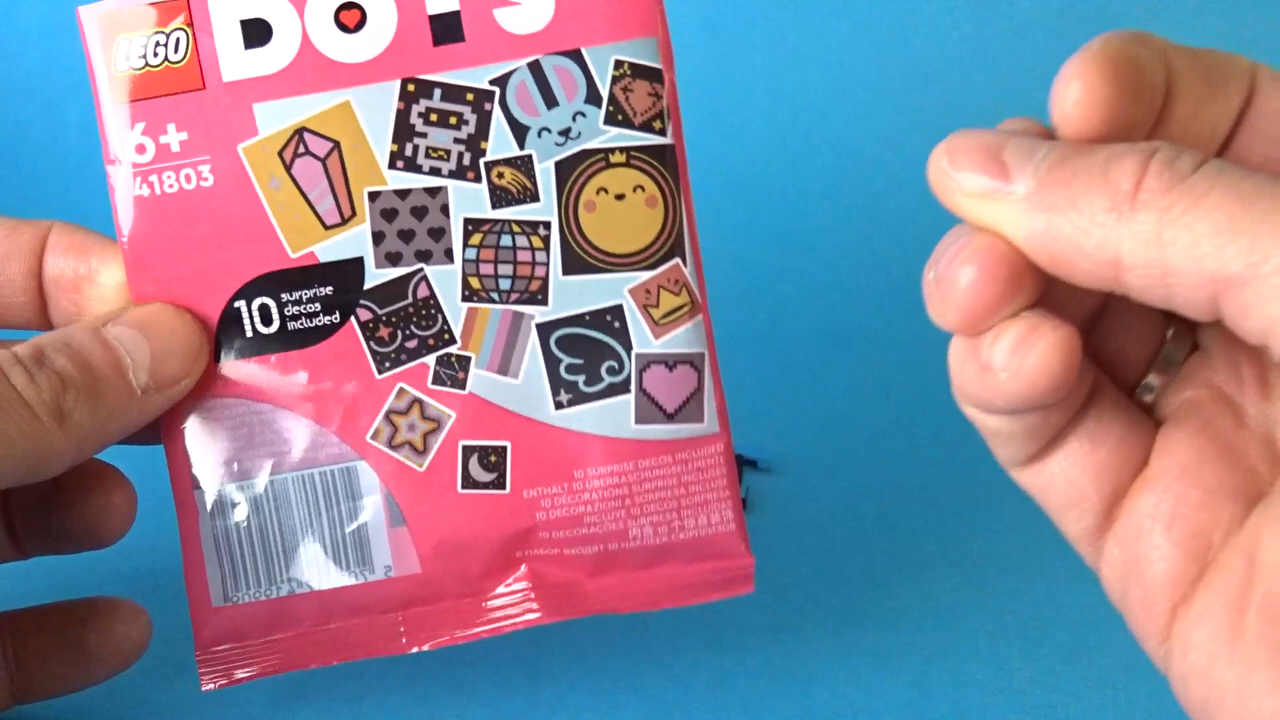 LEGO
DOTS
6+
41803
10 surprise
decos
included
10 SURPRISE DECOS INCLUDED
ENTHÄLT 10 ÜBERRASCHUNGSELEMENTE
10 DÉCORATIONS SURPRISE INCLUSES
10 DECORAZIONI A SORPRESA INCLUSE
INCLUYE 10 DECOS SORPRESA
10 DECORAÇÕES SURPRESA INCLUÍDAS
内含 10 个惊喜装饰
В НАБОР ВХОДЯТ 10 НАКЛЕЕК-СЮРПРИЗОВ